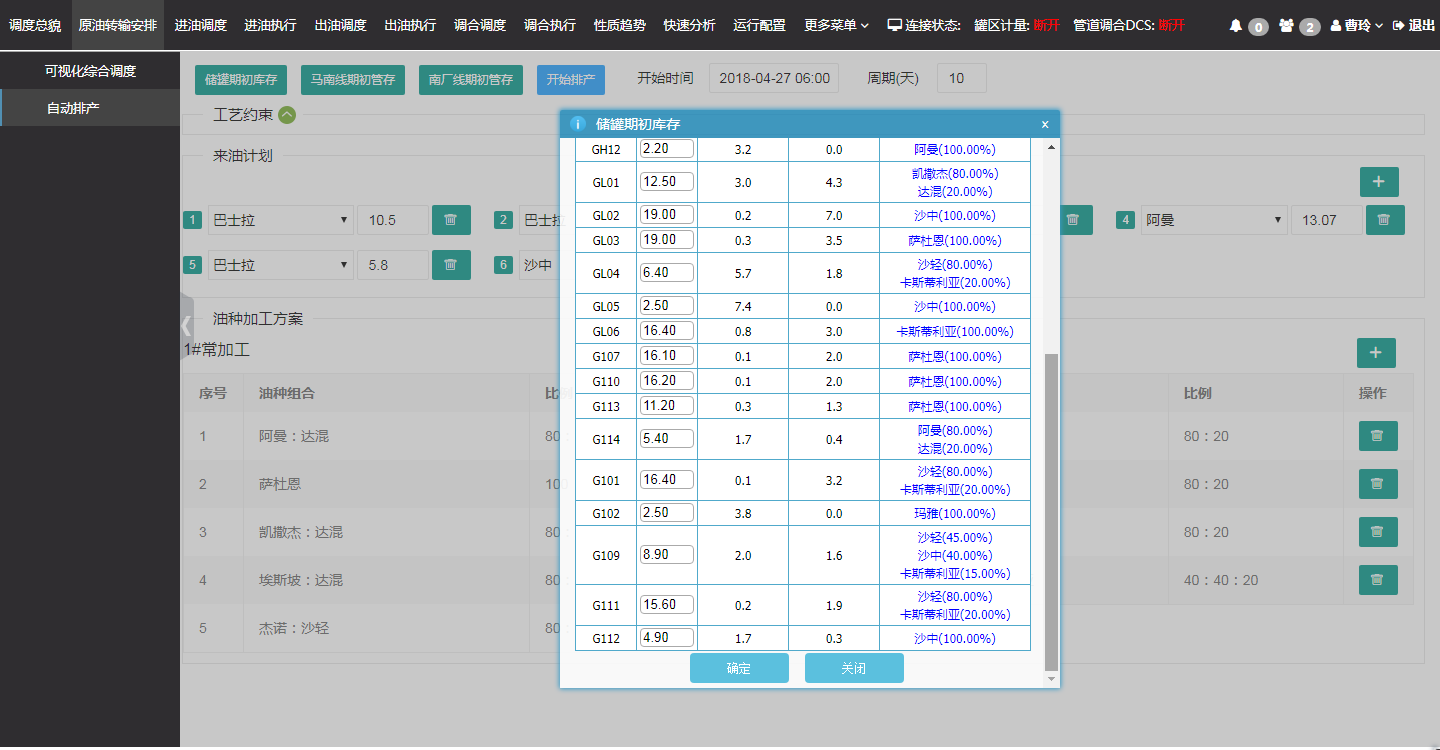 调度总貌 原油转输安排 进油调度 进油执行 出油调度 出油执行 调合调度 调合执行 性质趋势 快速分析 运行配置 更多菜单 连接状态: 罐区计量: 断开 管道调合DCS: 断开 0 2 曹玲 退出
可视化综合调度
自动排产
储罐期初库存 马南线期初管存 南厂线期初管存 开始排产 开始时间 2018-04-27 06:00 周期(天) 10
工艺约束
来油计划
1 巴士拉 10.5 2 巴士拉 4 阿曼 13.07
5 巴士拉 5.8 6 沙中
油种加工方案
1#常加工
序号 油种组合 比例 比例 操作
1 阿曼：达混 80 80：20
2 萨杜恩 100 80：20
3 凯撒杰：达混 80 80：20
4 埃斯坡：达混 80 40：40：20
5 杰诺：沙轻 80
储罐期初库存 x
GH12 2.20 3.2 0.0 阿曼(100.00%)
GL01 12.50 3.0 4.3 凯撒杰(80.00%)
达混(20.00%)
GL02 19.00 0.2 7.0 沙中(100.00%)
GL03 19.00 0.3 3.5 萨杜恩(100.00%)
GL04 6.40 5.7 1.8 沙轻(80.00%)
卡斯蒂利亚(20.00%)
GL05 2.50 7.4 0.0 沙中(100.00%)
GL06 16.40 0.8 3.0 卡斯蒂利亚(100.00%)
G107 16.10 0.1 2.0 萨杜恩(100.00%)
G110 16.20 0.1 2.0 萨杜恩(100.00%)
G113 11.20 0.3 1.3 萨杜恩(100.00%)
G114 5.40 1.7 0.4 阿曼(80.00%)
达混(20.00%)
G101 16.40 0.1 3.2 沙轻(80.00%)
卡斯蒂利亚(20.00%)
G102 2.50 3.8 0.0 玛雅(100.00%)
G109 8.90 2.0 1.6 沙轻(45.00%)
沙中(40.00%)
卡斯蒂利亚(15.00%)
G111 15.60 0.2 1.9 沙轻(80.00%)
卡斯蒂利亚(20.00%)
G112 4.90 1.7 0.3 沙中(100.00%)
确定 关闭